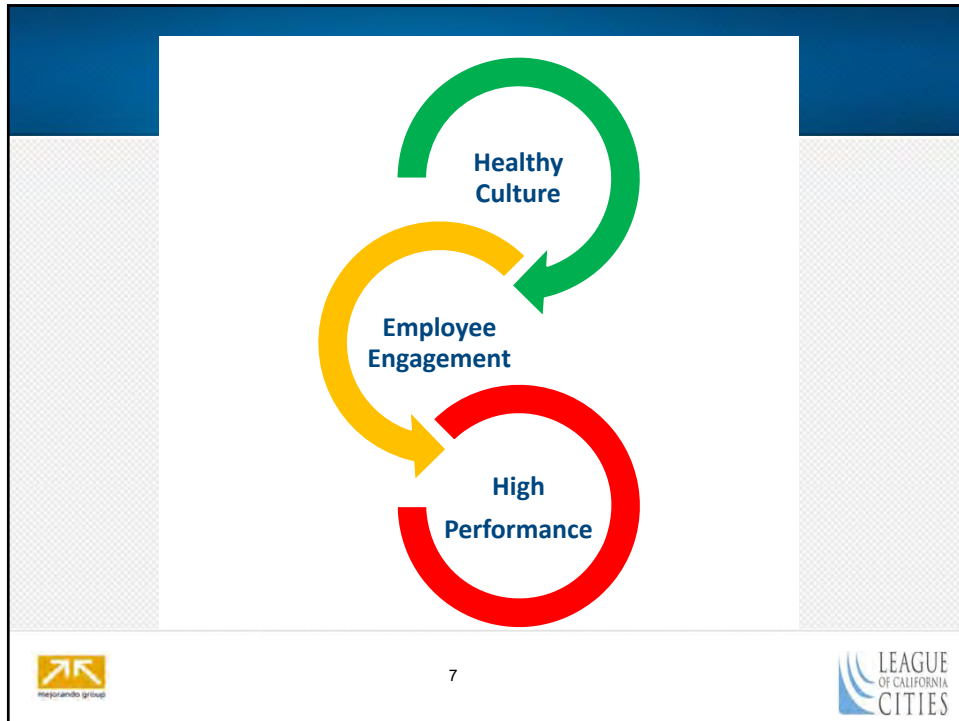 Healthy
Culture
Employee
Engagement
High
Performance
mejorando group
7
LEAGUE
OF CALIFORNIA
CITIES